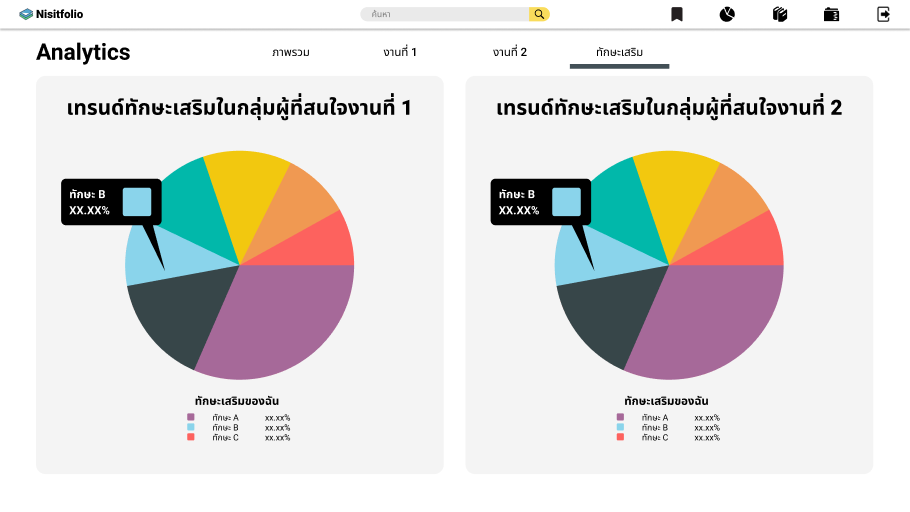 Nisitfolio
ค้นหา
Analytics
ภาพรวม
งานที่ 1
งานที่ 2
ทักษะเสริม
เทรนด์ทักษะเสริมในกลุ่มผู้ที่สนใจงานที่ 1
ทักษะ B
XX.XX%
ทักษะเสริมของฉัน
ทักษะ A xx.xx%
ทักษะ B xx.xx%
ทักษะ C xx.xx%
เทรนด์ทักษะเสริมในกลุ่มผู้ที่สนใจงานที่ 2
ทักษะ B
XX.XX%
ทักษะเสริมของฉัน
ทักษะ A xx.xx%
ทักษะ B xx.xx%
ทักษะ C xx.xx%